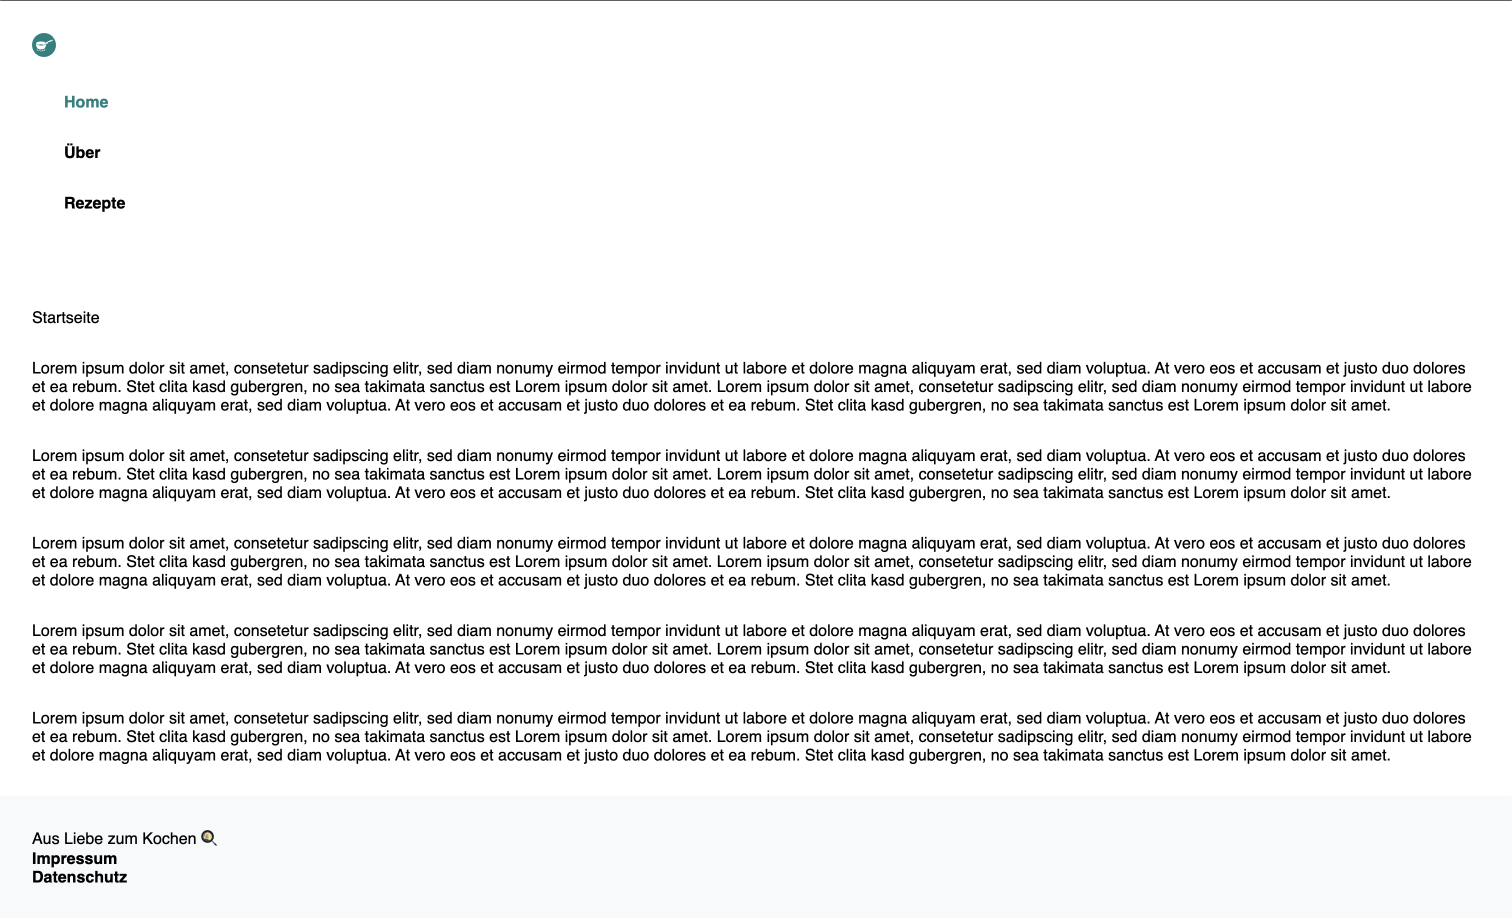 Home
Über
Rezepte
Startseite
Lorem ipsum dolor sit amet, consetetur sadipscing elitr, sed diam nonumy eirmod tempor invidunt ut labore et dolore magna aliquyam erat, sed diam voluptua. At vero eos et accusam et justo duo dolores
et ea rebum. Stet clita kasd gubergren, no sea takimata sanctus est Lorem ipsum dolor sit amet. Lorem ipsum dolor sit amet, consetetur sadipscing elitr, sed diam nonumy eirmod tempor invidunt ut labore
et dolore magna aliquyam erat, sed diam voluptua. At vero eos et accusam et justo duo dolores et ea rebum. Stet clita kasd gubergren, no sea takimata sanctus est Lorem ipsum dolor sit amet.
Lorem ipsum dolor sit amet, consetetur sadipscing elitr, sed diam nonumy eirmod tempor invidunt ut labore et dolore magna aliquyam erat, sed diam voluptua. At vero eos et accusam et justo duo dolores
et ea rebum. Stet clita kasd gubergren, no sea takimata sanctus est Lorem ipsum dolor sit amet. Lorem ipsum dolor sit amet, consetetur sadipscing elitr, sed diam nonumy eirmod tempor invidunt ut labore
et dolore magna aliquyam erat, sed diam voluptua. At vero eos et accusam et justo duo dolores et ea rebum. Stet clita kasd gubergren, no sea takimata sanctus est Lorem ipsum dolor sit amet.
Lorem ipsum dolor sit amet, consetetur sadipscing elitr, sed diam nonumy eirmod tempor invidunt ut labore et dolore magna aliquyam erat, sed diam voluptua. At vero eos et accusam et justo duo dolores
et ea rebum. Stet clita kasd gubergren, no sea takimata sanctus est Lorem ipsum dolor sit amet. Lorem ipsum dolor sit amet, consetetur sadipscing elitr, sed diam nonumy eirmod tempor invidunt ut labore
et dolore magna aliquyam erat, sed diam voluptua. At vero eos et accusam et justo duo dolores et ea rebum. Stet clita kasd gubergren, no sea takimata sanctus est Lorem ipsum dolor sit amet.
Lorem ipsum dolor sit amet, consetetur sadipscing elitr, sed diam nonumy eirmod tempor invidunt ut labore et dolore magna aliquyam erat, sed diam voluptua. At vero eos et accusam et justo duo dolores
et ea rebum. Stet clita kasd gubergren, no sea takimata sanctus est Lorem ipsum dolor sit amet. Lorem ipsum dolor sit amet, consetetur sadipscing elitr, sed diam nonumy eirmod tempor invidunt ut labore
et dolore magna aliquyam erat, sed diam voluptua. At vero eos et accusam et justo duo dolores et ea rebum. Stet clita kasd gubergren, no sea takimata sanctus est Lorem ipsum dolor sit amet.
Lorem ipsum dolor sit amet, consetetur sadipscing elitr, sed diam nonumy eirmod tempor invidunt ut labore et dolore magna aliquyam erat, sed diam voluptua. At vero eos et accusam et justo duo dolores
et ea rebum. Stet clita kasd gubergren, no sea takimata sanctus est Lorem ipsum dolor sit amet. Lorem ipsum dolor sit amet, consetetur sadipscing elitr, sed diam nonumy eirmod tempor invidunt ut labore
et dolore magna aliquyam erat, sed diam voluptua. At vero eos et accusam et justo duo dolores et ea rebum. Stet clita kasd gubergren, no sea takimata sanctus est Lorem ipsum dolor sit amet.
Aus Liebe zum Kochen
Impressum
Datenschutz